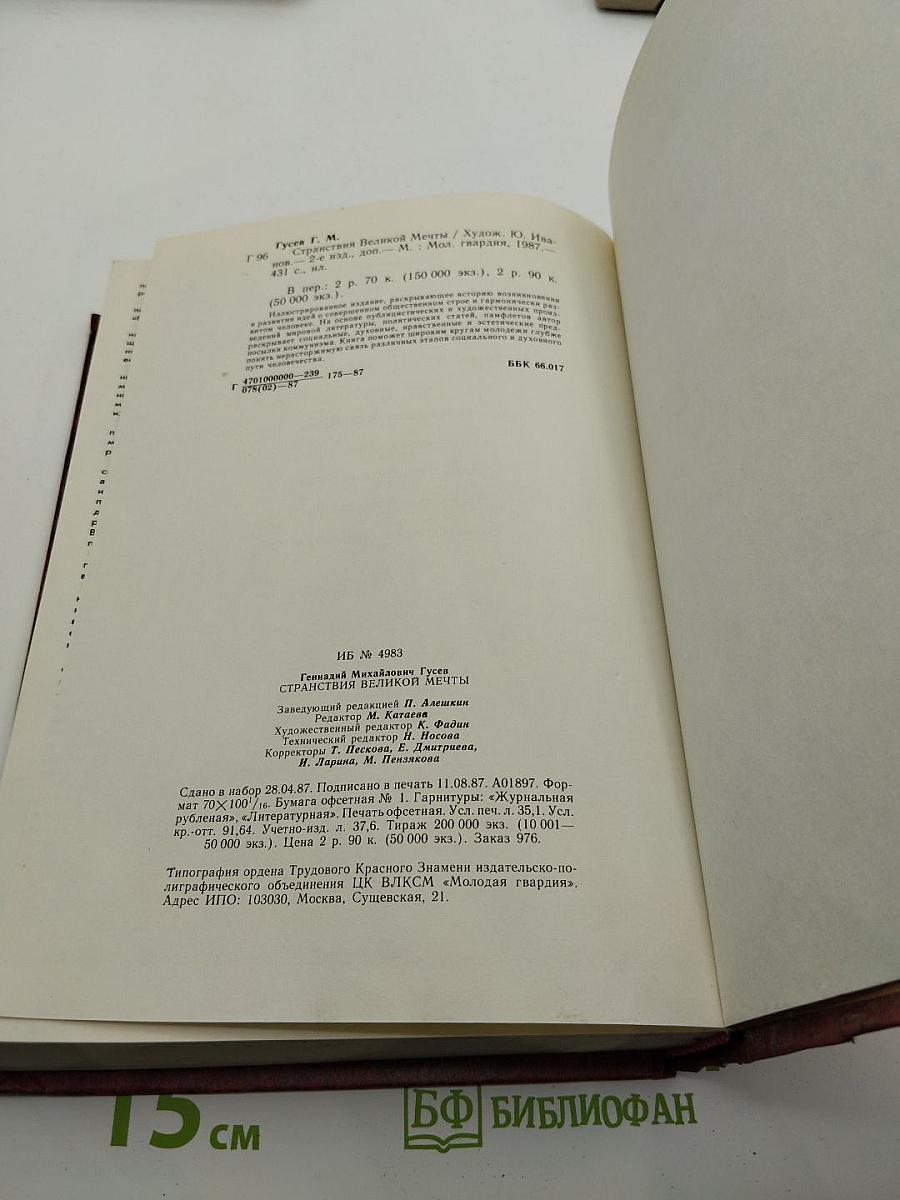 Гусев Г. М.
Г 96 Странствия Великой Мечты / Худож. Ю. Ива-
нов.— 2-е изд., доп.— М. : Мол. гвардия, 1987.—
431 с., ил.
В пер.: 2 р. 70 к. (150 000 экз.), 2 р. 90 к.
(50 000 экз.).
Иллюстрированное издание, раскрывающее историю возникновения
и развития идеи о совершенном общественном строе и гармонически раз-
витом человеке. На основе публицистических и художественных произ-
ведений мировой литературы, политических статей, памфлетов автор
раскрывает социальные, духовные, нравственные и эстетические пред-
посылки коммунизма. Книга поможет широким кругам молодежи глубже
понять нерасторжимую связь различных этапов социального и духовного
пути человечества.
Г 4701000000—239 175—87
078(02)—87
ББК 66.017
ИБ № 4983
Геннадий Михайлович Гусев
СТРАНСТВИЯ ВЕЛИКОЙ МЕЧТЫ
Заведующий редакцией П. Алешкин
Редактор М. Катаева
Художественный редактор К. Фадин
Технический редактор Н. Носова
Корректоры Т. Пескова, Е. Дмитриева,
И. Ларина, М. Пензякова
Сдано в набор 28.04.87. Подписано в печать 11.08.87. А01897. Фор-
мат 70×100 1/16. Бумага офсетная № 1. Гарнитуры: «Журнальная
рубленая», «Литературная». Печать офсетная. Усл. печ. л. 35,1. Усл.
кр.-отт. 91,64. Учетно-изд. л. 37,6. Тираж 200 000 экз. (10 001—
50 000 экз.). Цена 2 р. 90 к. (50 000 экз.). Заказ 976.
Типография ордена Трудового Красного Знамени издательско-по-
лиграфического объединения ЦК ВЛКСМ «Молодая гвардия».
Адрес ИПО: 103030, Москва, Сущевская, 21.
15 см
БФ БИБЛИОФАН